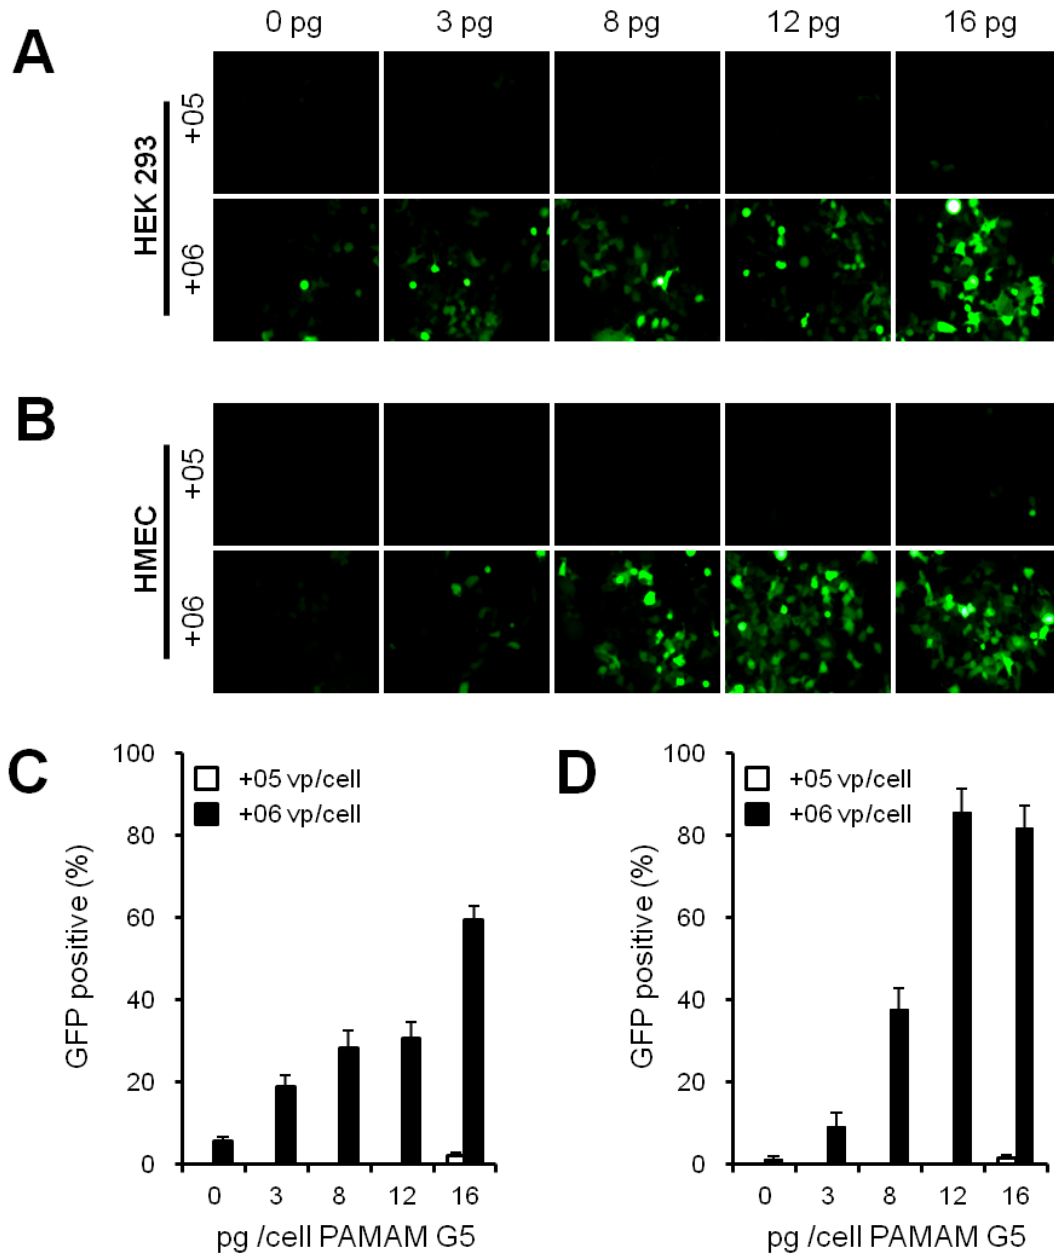 A
0 pg 3 pg 8 pg 12 pg 16 pg
HEK 293
+05
+06
B
HMEC
+05
+06
C
100
80
60
40
20
0
GFP positive (%)
+05 vp/cell
+06 vp/cell
0 3 8 12 16
pg /cell PAMAM G5
D
100
80
60
40
20
0
GFP positive (%)
+05 vp/cell
+06 vp/cell
0 3 8 12 16
pg /cell PAMAM G5